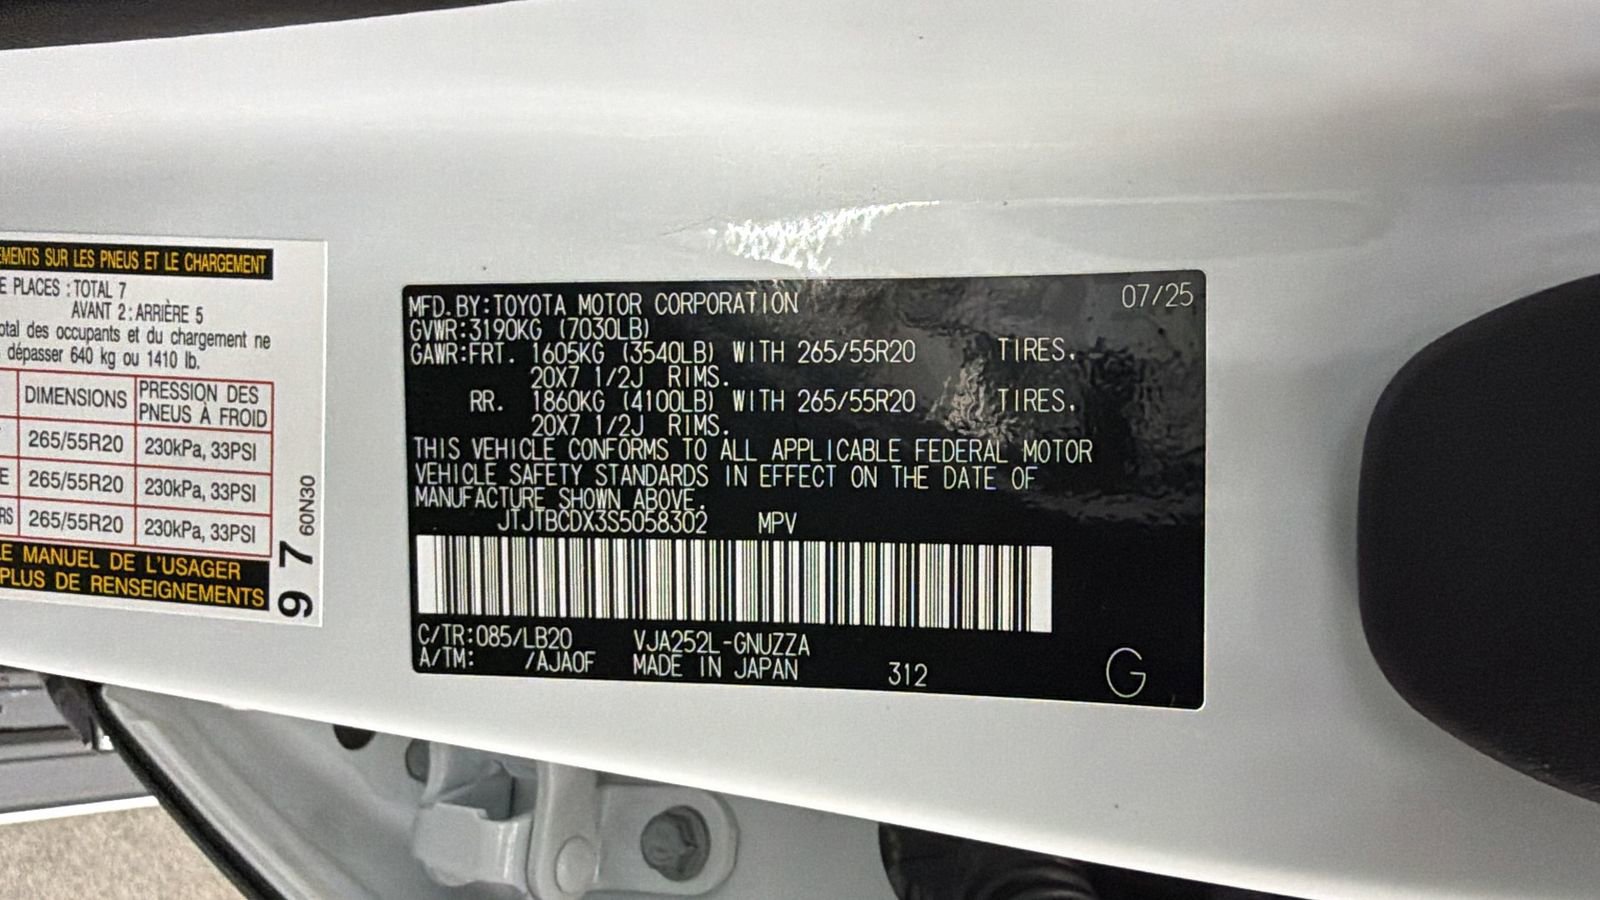 EMENTS SUR LES PNEUS ET LE CHARGEMENT
E PLACES : TOTAL 7
AVANT 2 : ARRIÈRE 5
otal des occupants et du chargement ne
dépasser 640 kg ou 1410 lb.
DIMENSIONS PRESSION DES PNEUS À FROID
265/55R20 230kPa, 33PSI
E 265/55R20 230kPa, 33PSI
RS 265/55R20 230kPa, 33PSI
LE MANUEL DE L'USAGER
PLUS DE RENSEIGNEMENTS
97 60N30
MFD. BY: TOYOTA MOTOR CORPORATION 07/25
GVWR: 3190KG (7030LB)
GAWR: FRT. 1605KG (3540LB) WITH 265/55R20 TIRES,
20X7 1/2J RIMS.
RR. 1860KG (4100LB) WITH 265/55R20 TIRES,
20X7 1/2J RIMS.
THIS VEHICLE CONFORMS TO ALL APPLICABLE FEDERAL MOTOR
VEHICLE SAFETY STANDARDS IN EFFECT ON THE DATE OF
MANUFACTURE SHOWN ABOVE.
JTJTBCDX3S5058302 MPV
C/TR: 085/LB20 VJA252L-GNUZZA
A/TM: /AJA0F MADE IN JAPAN 312 G